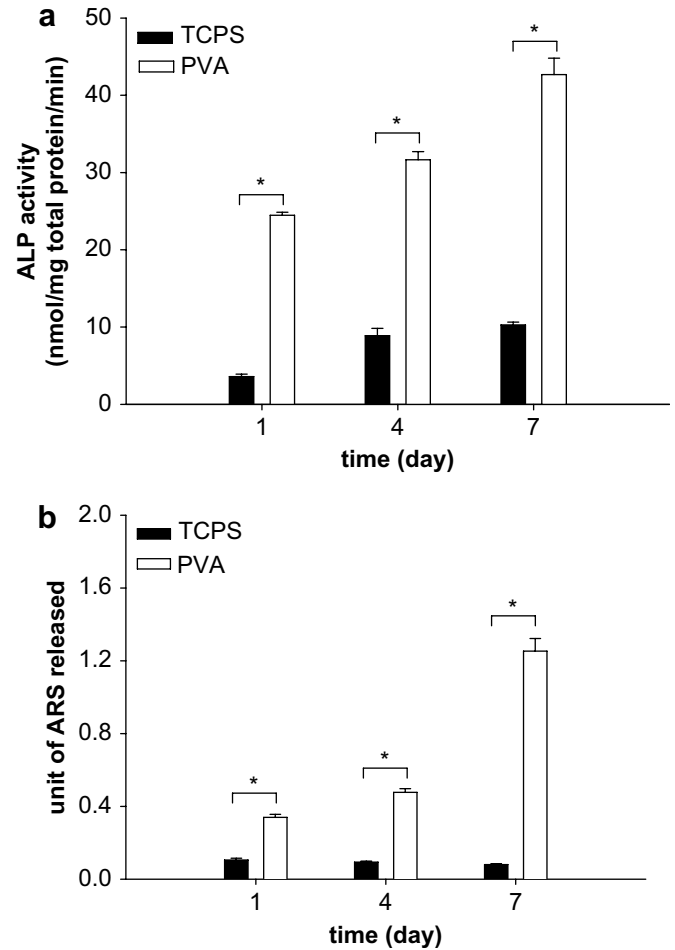 a
TCPS
PVA
ALP activity
(nmol/mg total protein/min)
50
40
30
20
10
0
*
*
*
1 4 7
time (day)
b
TCPS
PVA
unit of ARS released
2.0
1.6
1.2
0.8
0.4
0.0
*
*
*
1 4 7
time (day)